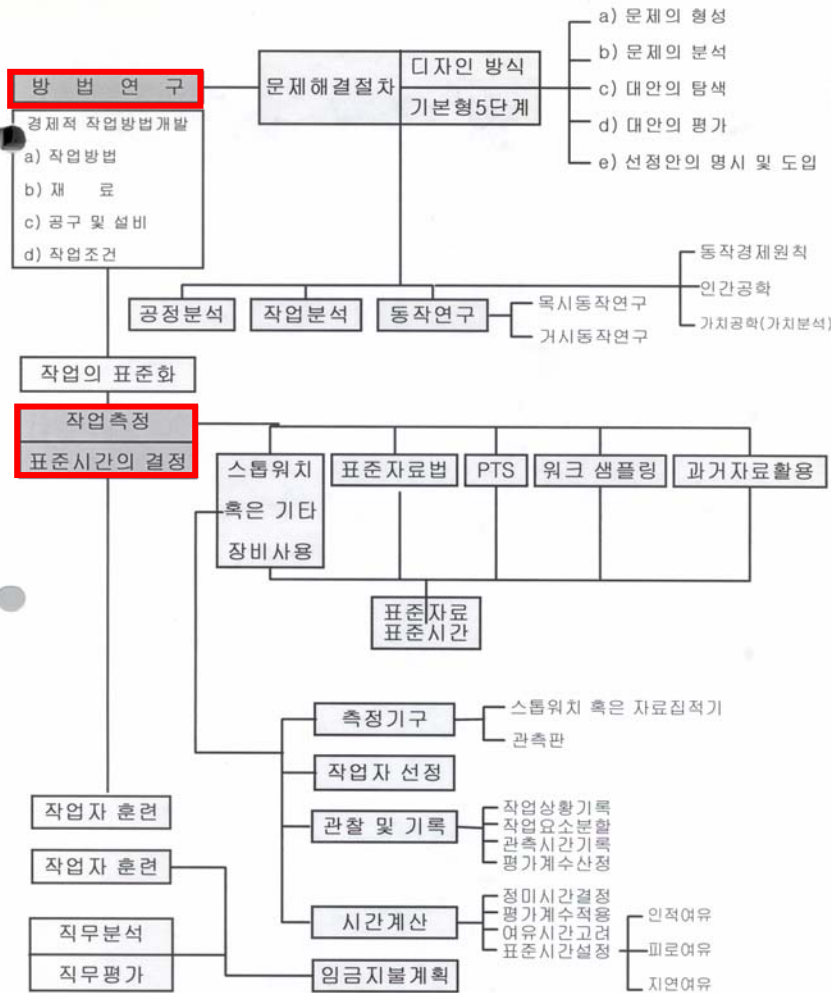 방 법 연 구
경제적 작업방법개발
a) 작업방법
b) 재 료
c) 공구 및 설비
d) 작업조건
문제해결절차
디자인 방식
기본형5단계
a) 문제의 형성
b) 문제의 분석
c) 대안의 탐색
d) 대안의 평가
e) 선정안의 명시 및 도입
공정분석
작업분석
동작연구
목시동작연구
거시동작연구
동작경제원칙
인간공학
가치공학(가치분석)
작업의 표준화
작업측정
표준시간의 결정
스톱워치
혹은 기타
장비사용
표준자료법
PTS
워크 샘플링
과거자료활용
표준자료
표준시간
측정기구
스톱워치 혹은 자료집적기
관측판
작업자 선정
관찰 및 기록
작업상황기록
작업요소분할
관측시간기록
평가계수산정
시간계산
정미시간결정
평가계수적용
여유시간고려
표준시간설정
인적여유
피로여유
지연여유
작업자 훈련
작업자 훈련
직무분석
직무평가
임금지불계획